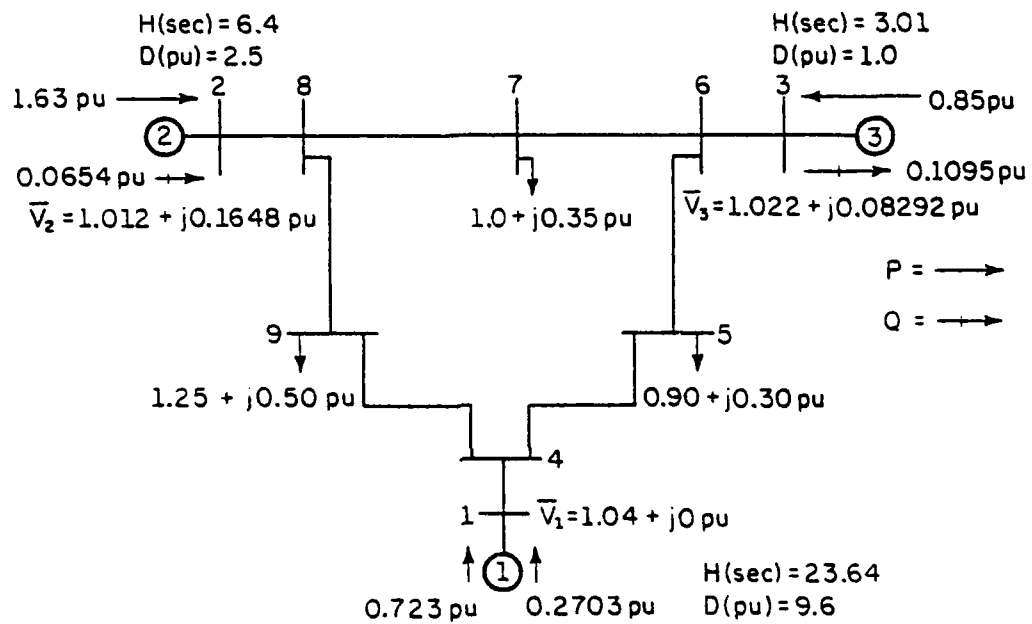 H(sec) = 6.4
D(pu) = 2.5
H(sec) = 3.01
D(pu) = 1.0
2
8
7
6
3
1.63 pu
0.85pu
2
3
0.0654 pu
0.1095pu
V̅₂ = 1.012 + j0.1648 pu
1.0 + j0.35 pu
V̅₃ = 1.022 + j0.08292 pu
P =
Q =
9
5
1.25 + j0.50 pu
0.90 + j0.30 pu
4
1
V̅₁ = 1.04 + j0 pu
1
H(sec) = 23.64
D(pu) = 9.6
0.723 pu
0.2703 pu